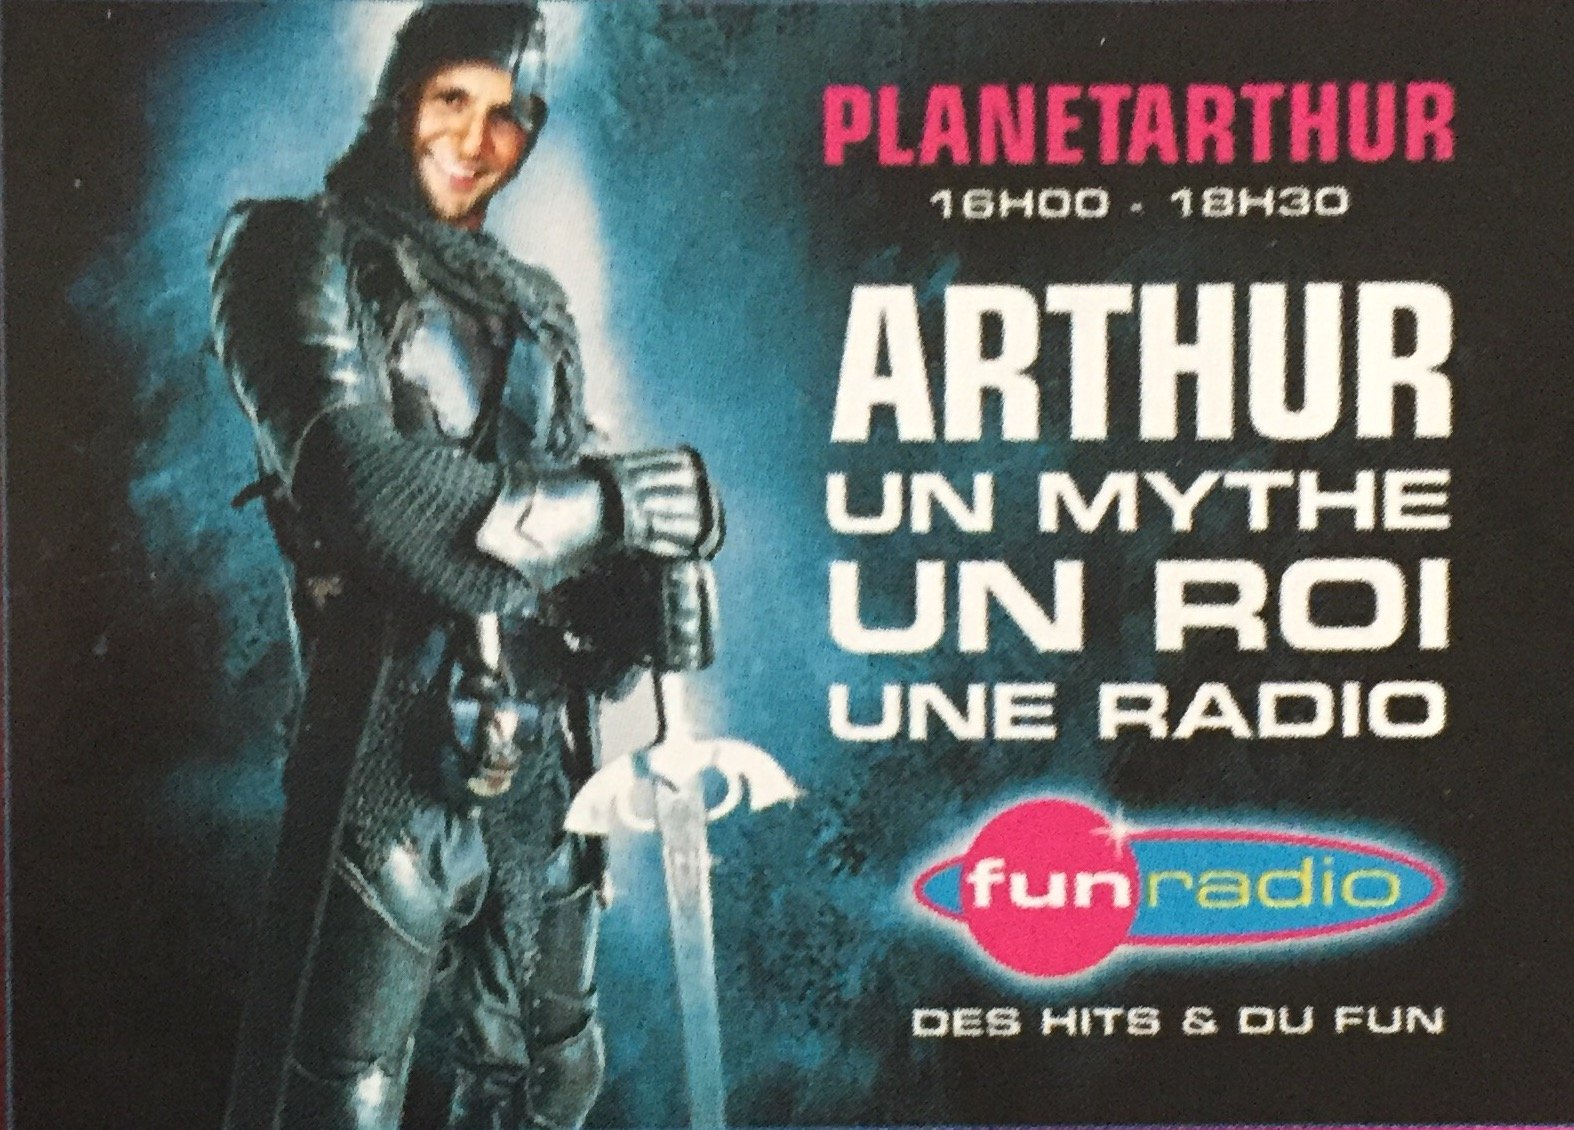 PLANETARTHUR
16H00 - 18H30
ARTHUR
UN MYTHE
UN ROI
UNE RADIO
funradio
DES HITS & DU FUN